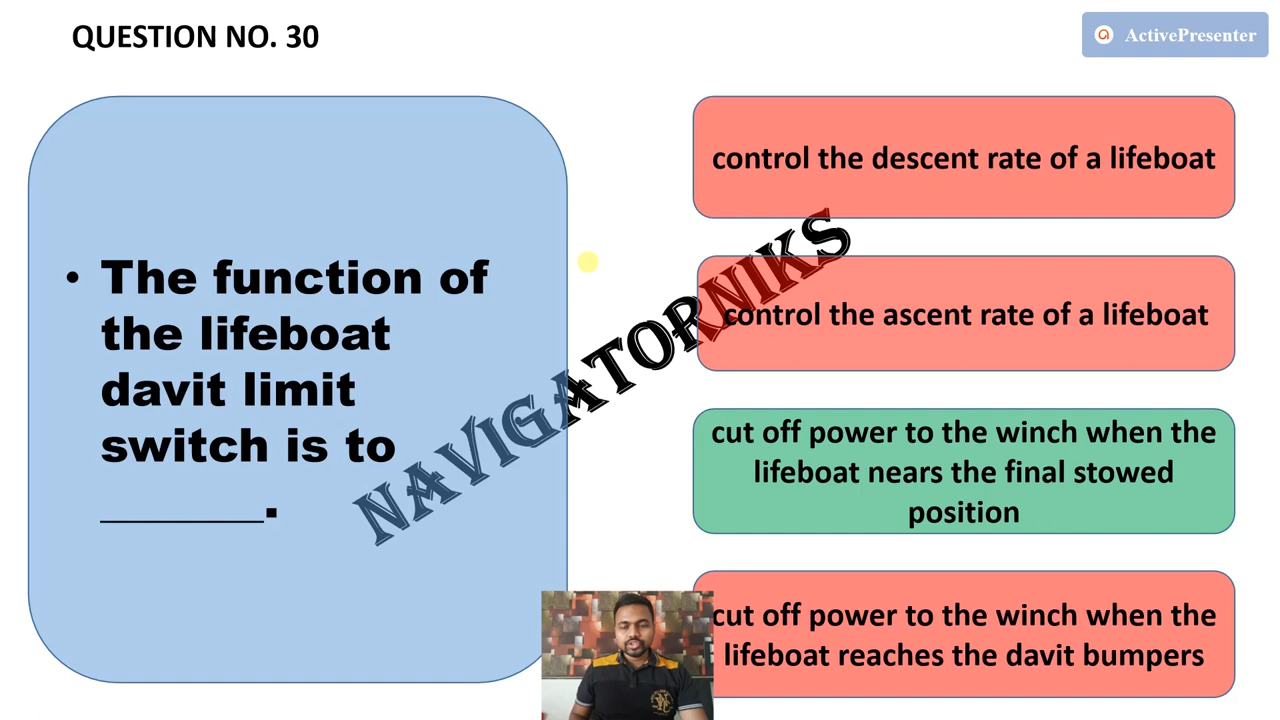 QUESTION NO. 30
ActivePresenter
• The function of
the lifeboat
davit limit
switch is to
_______.
control the descent rate of a lifeboat
control the ascent rate of a lifeboat
cut off power to the winch when the
lifeboat nears the final stowed
position
cut off power to the winch when the
lifeboat reaches the davit bumpers
NAVIGATORNIKS